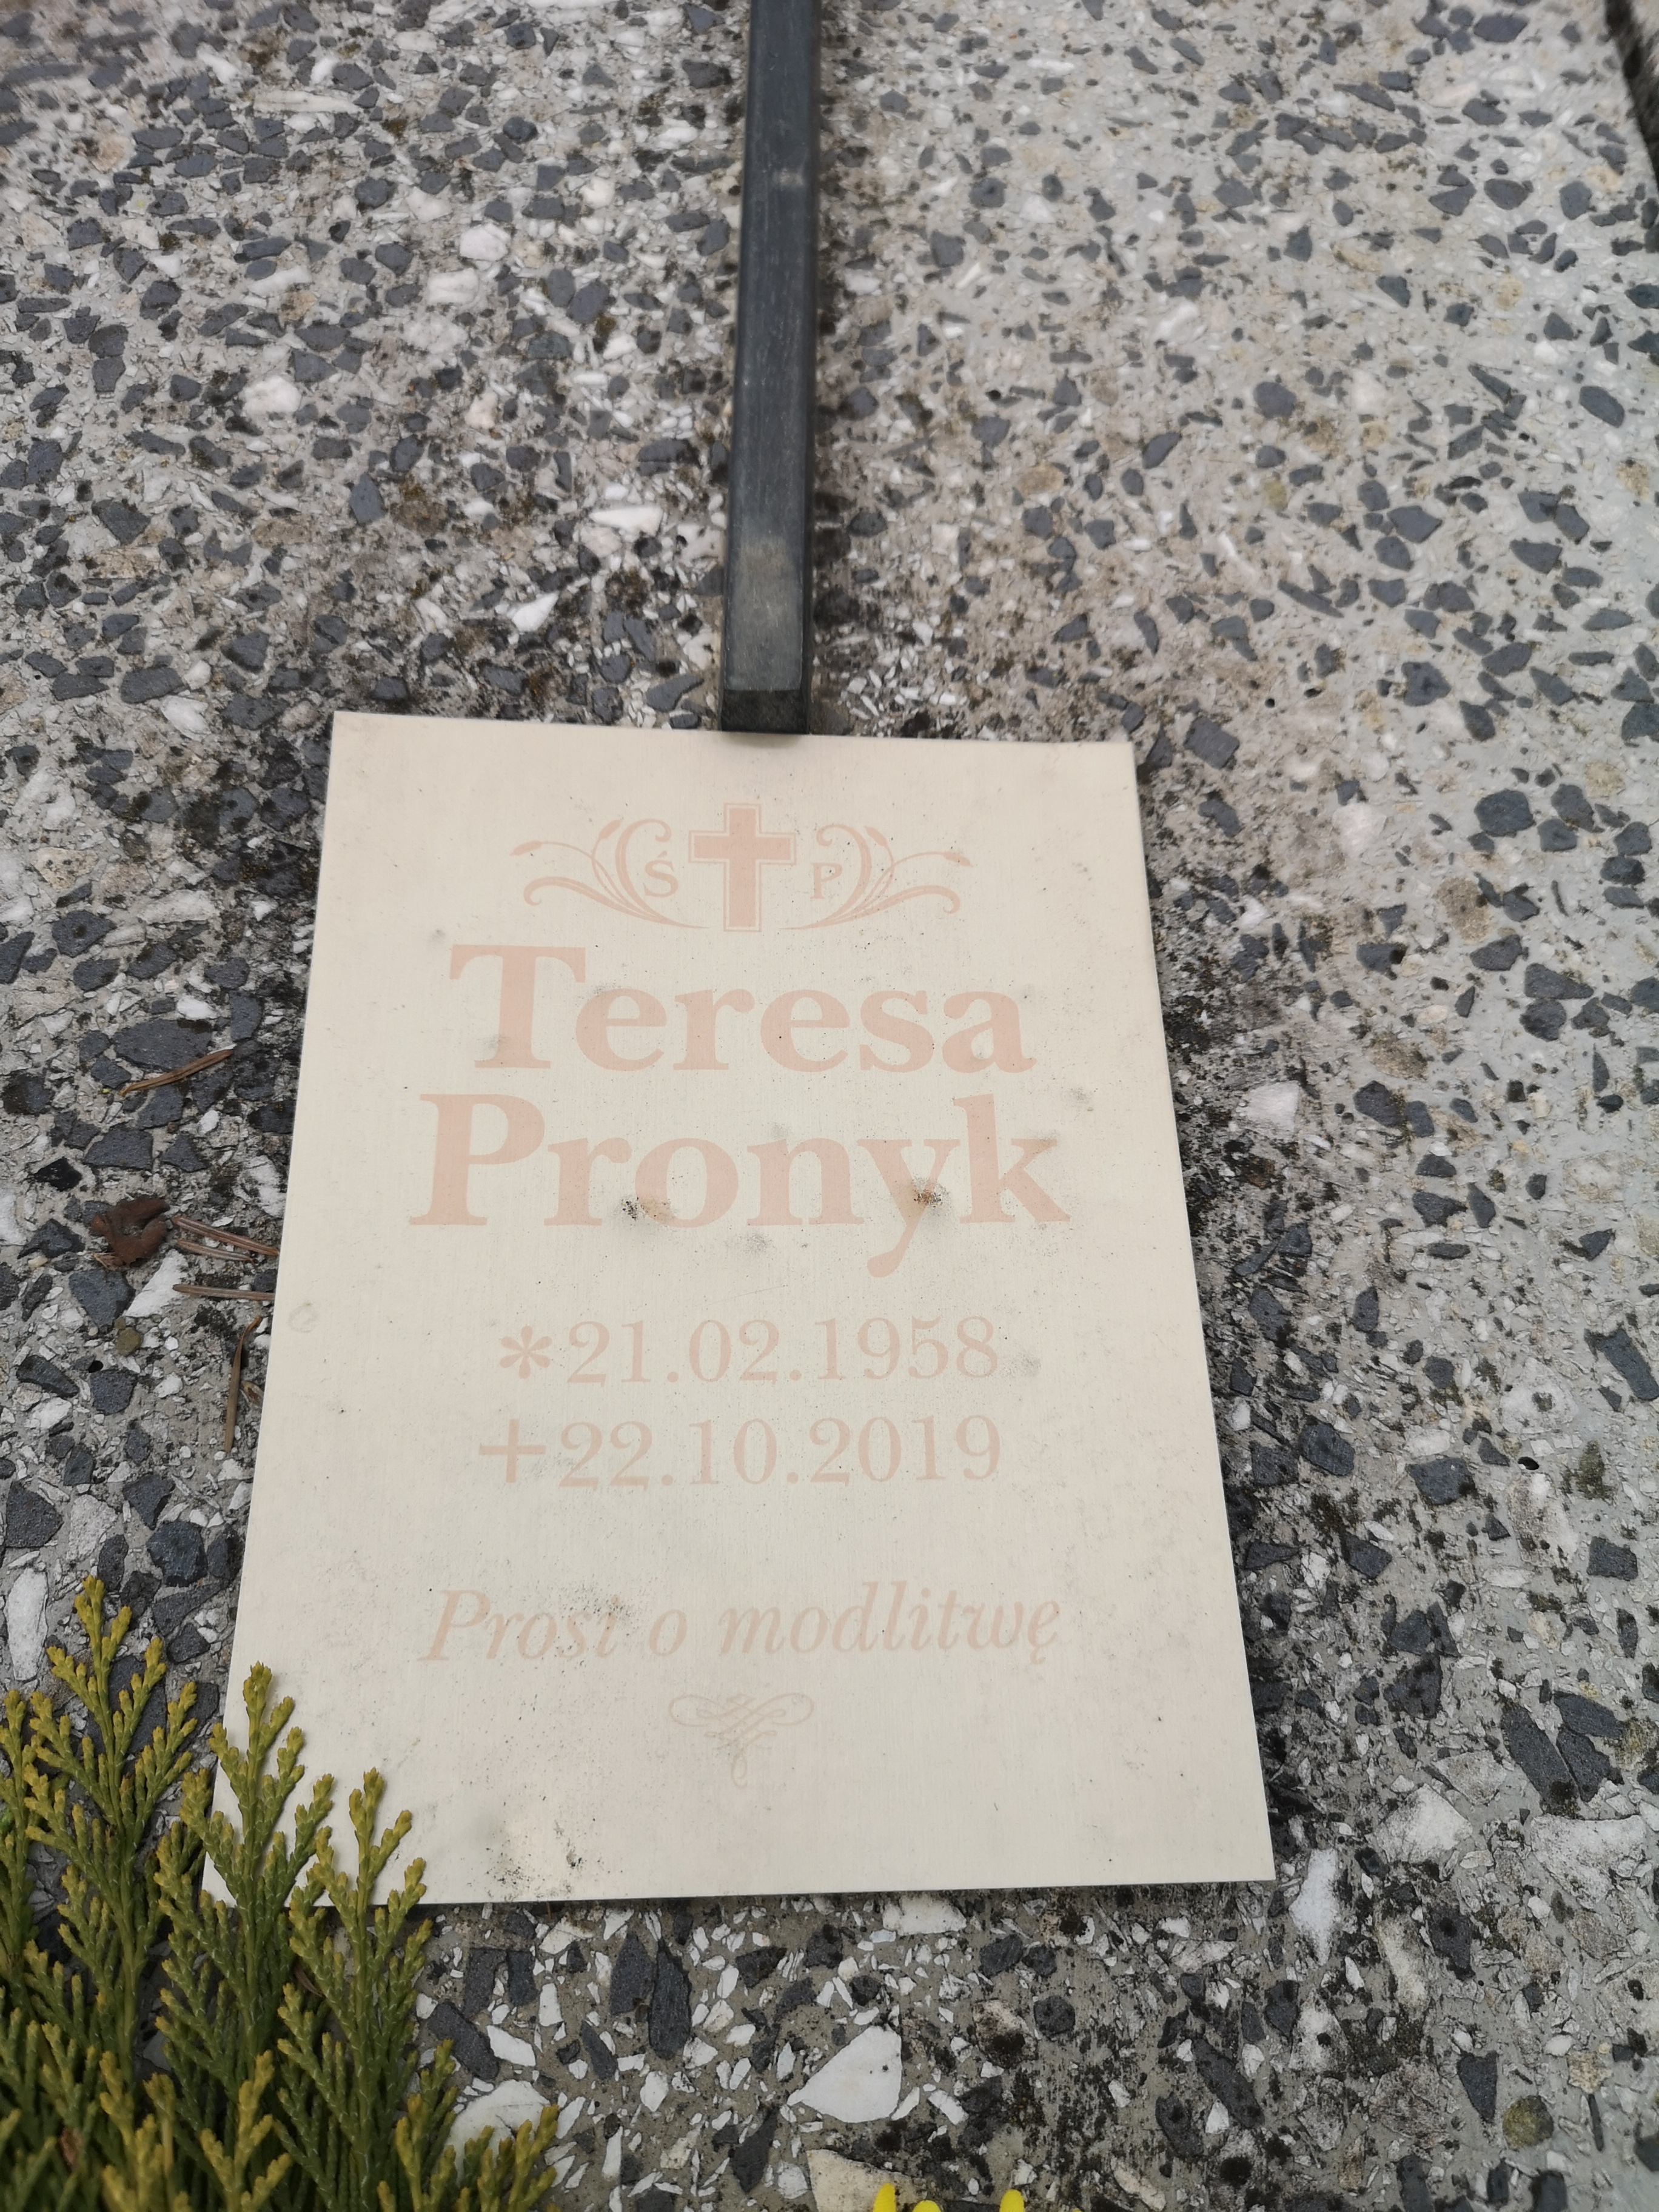 Ś P
Teresa
Pronyk
*21.02.1958
+22.10.2019
Prosi o modlitwę